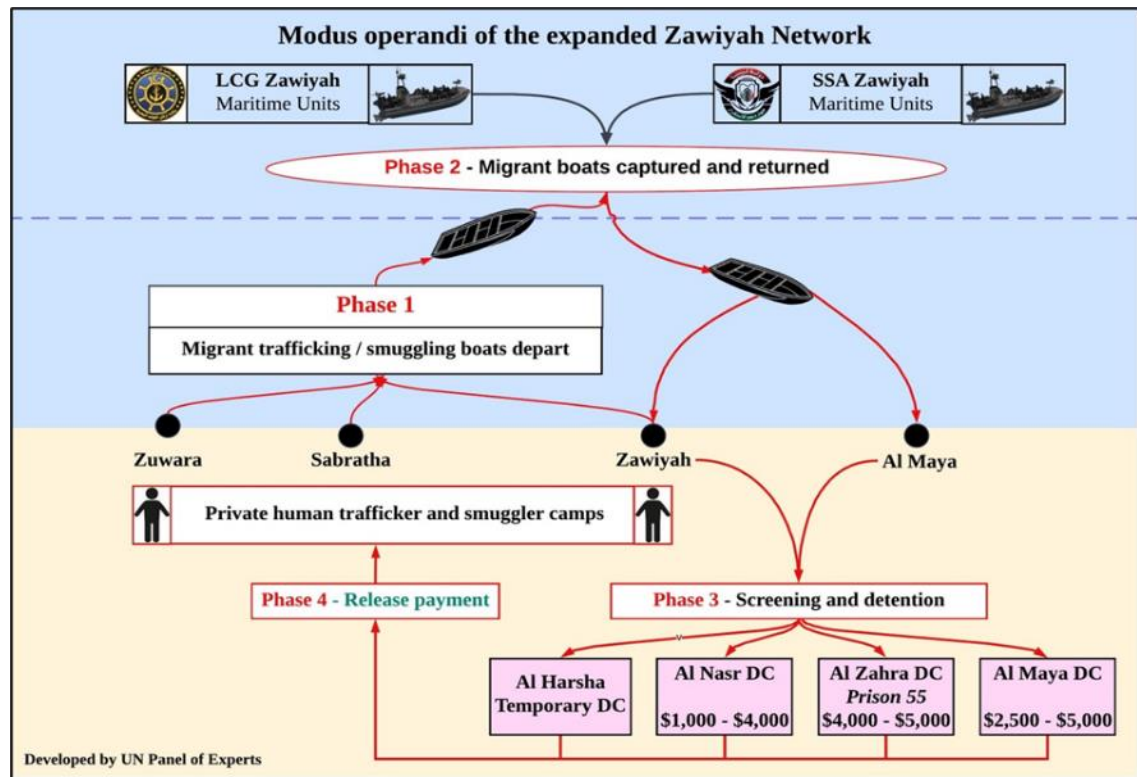 Modus operandi of the expanded Zawiyah Network
LCG Zawiyah
Maritime Units
SSA Zawiyah
Maritime Units
Phase 2 - Migrant boats captured and returned
Phase 1
Migrant trafficking / smuggling boats depart
Zuwara
Sabratha
Zawiyah
Al Maya
Private human trafficker and smuggler camps
Phase 4 - Release payment
Phase 3 - Screening and detention
v
Al Harsha
Temporary DC
Al Nasr DC
$1,000 - $4,000
Al Zahra DC
Prison 55
$4,000 - $5,000
Al Maya DC
$2,500 - $5,000
Developed by UN Panel of Experts